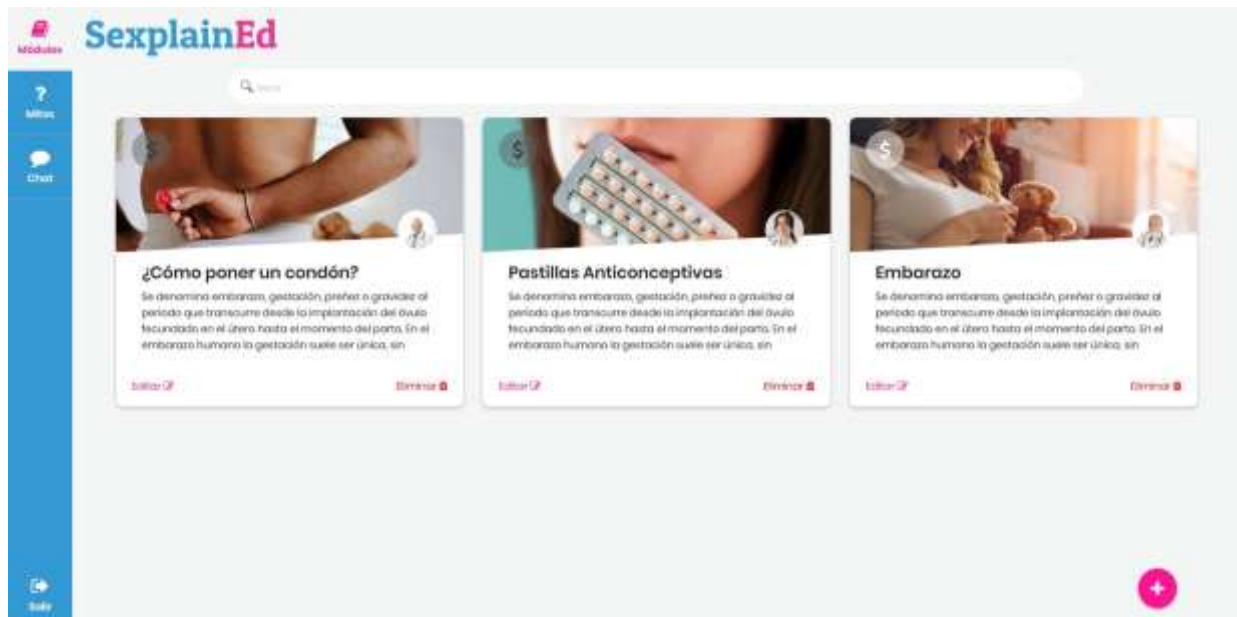 Módulos
SexplainEd
?
Mitos
Chat
$
$
$
¿Cómo poner un condón?
Se denomina embarazo, gestación, preñez o gravidez al
periodo que transcurre desde la implantación del óvulo
fecundado en el útero hasta el momento del parto. En el
embarazo humano la gestación suele ser única, sin
Editar
Eliminar
Pastillas Anticonceptivas
Se denomina embarazo, gestación, preñez o gravidez al
periodo que transcurre desde la implantación del óvulo
fecundado en el útero hasta el momento del parto. En el
embarazo humano la gestación suele ser única, sin
Editar
Eliminar
Embarazo
Se denomina embarazo, gestación, preñez o gravidez al
periodo que transcurre desde la implantación del óvulo
fecundado en el útero hasta el momento del parto. En el
embarazo humano la gestación suele ser única, sin
Editar
Eliminar
Salir
+